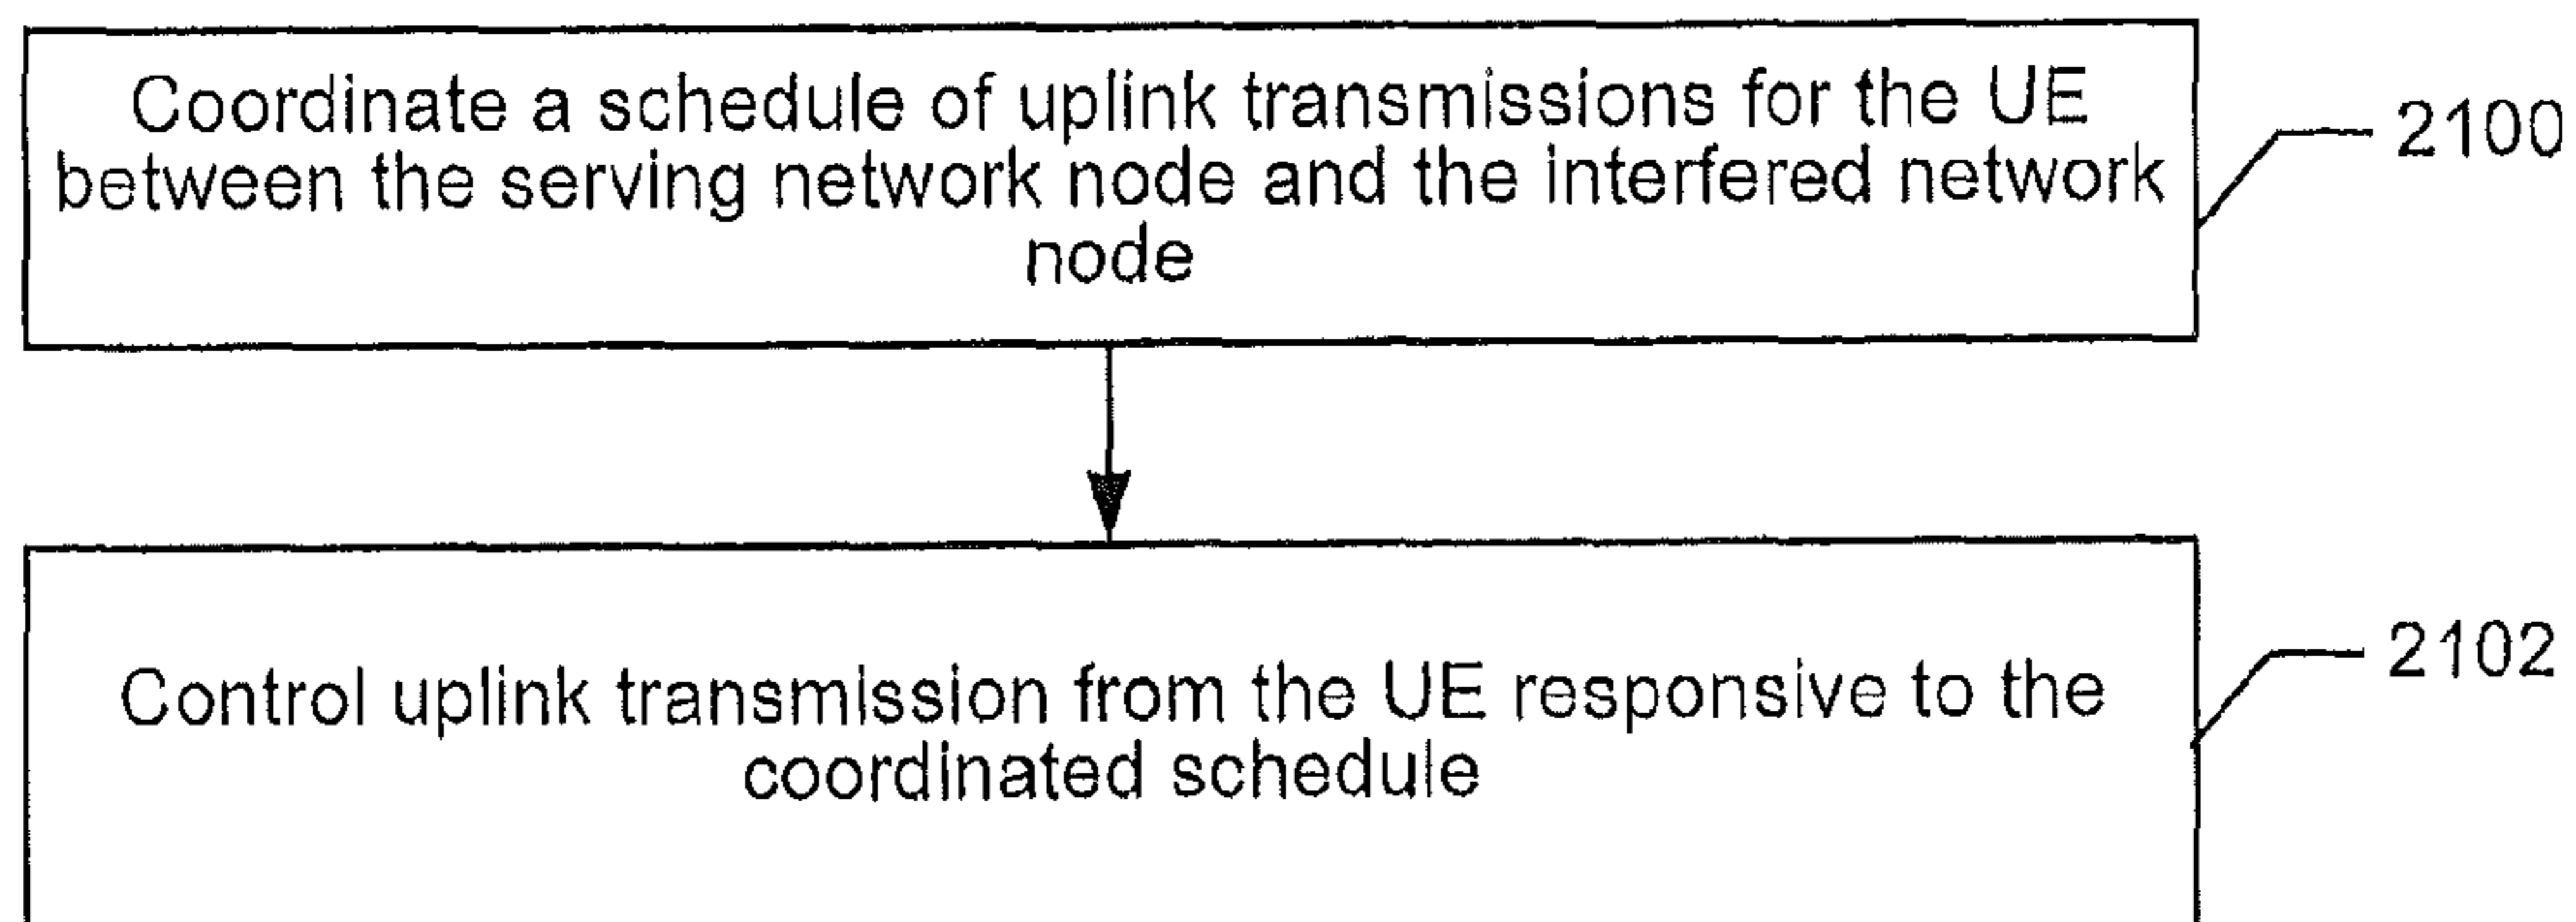 Coordinate a schedule of uplink transmissions for the UE
between the serving network node and the interfered network
node
2100
Control uplink transmission from the UE responsive to the
coordinated schedule
2102